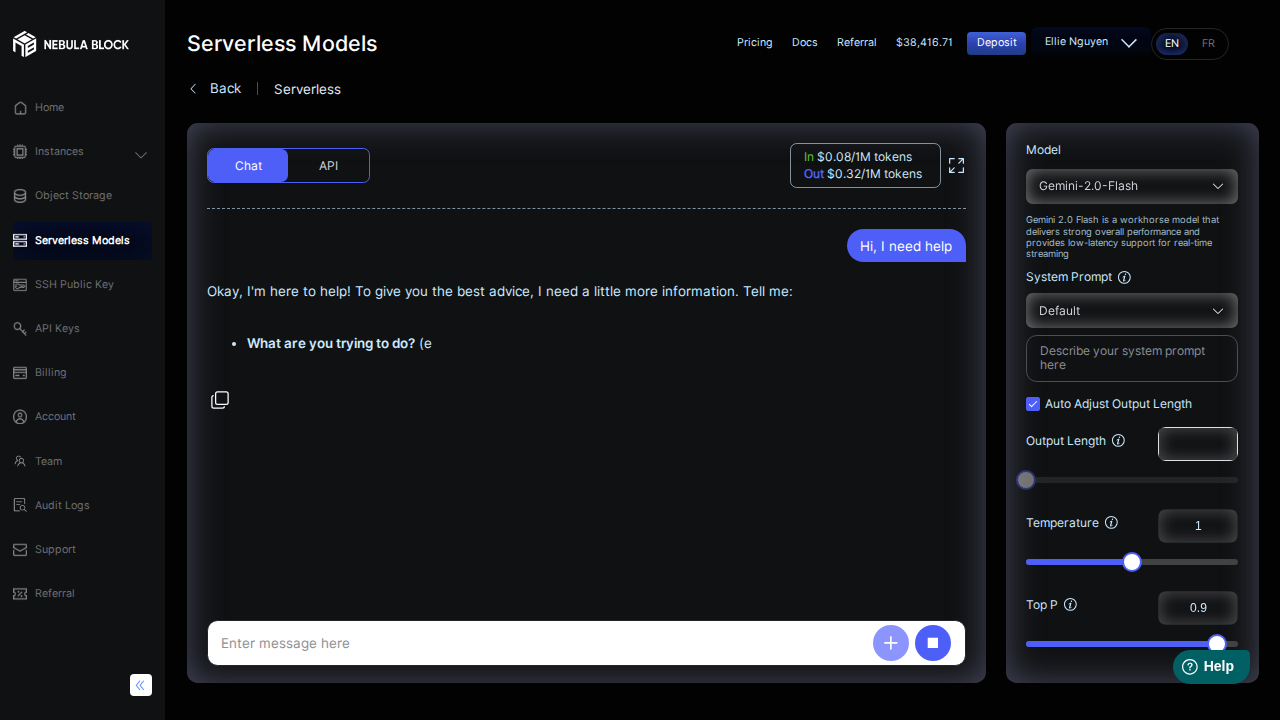 NEBULA BLOCK
Home
Instances
Object Storage
Serverless Models
SSH Public Key
API Keys
Billing
Account
Team
Audit Logs
Support
Referral
Serverless Models
Pricing Docs Referral $38,416.71 Deposit Ellie Nguyen EN FR
Back | Serverless
Chat API
In $0.08/1M tokens
Out $0.32/1M tokens
Hi, I need help
Okay, I'm here to help! To give you the best advice, I need a little more information. Tell me:
• What are you trying to do? (e
Enter message here
Model
Gemini-2.0-Flash
Gemini 2.0 Flash is a workhorse model that
delivers strong overall performance and
provides low-latency support for real-time
streaming
System Prompt
Default
Describe your system prompt
here
Auto Adjust Output Length
Output Length
Temperature 1
Top P 0.9
Help